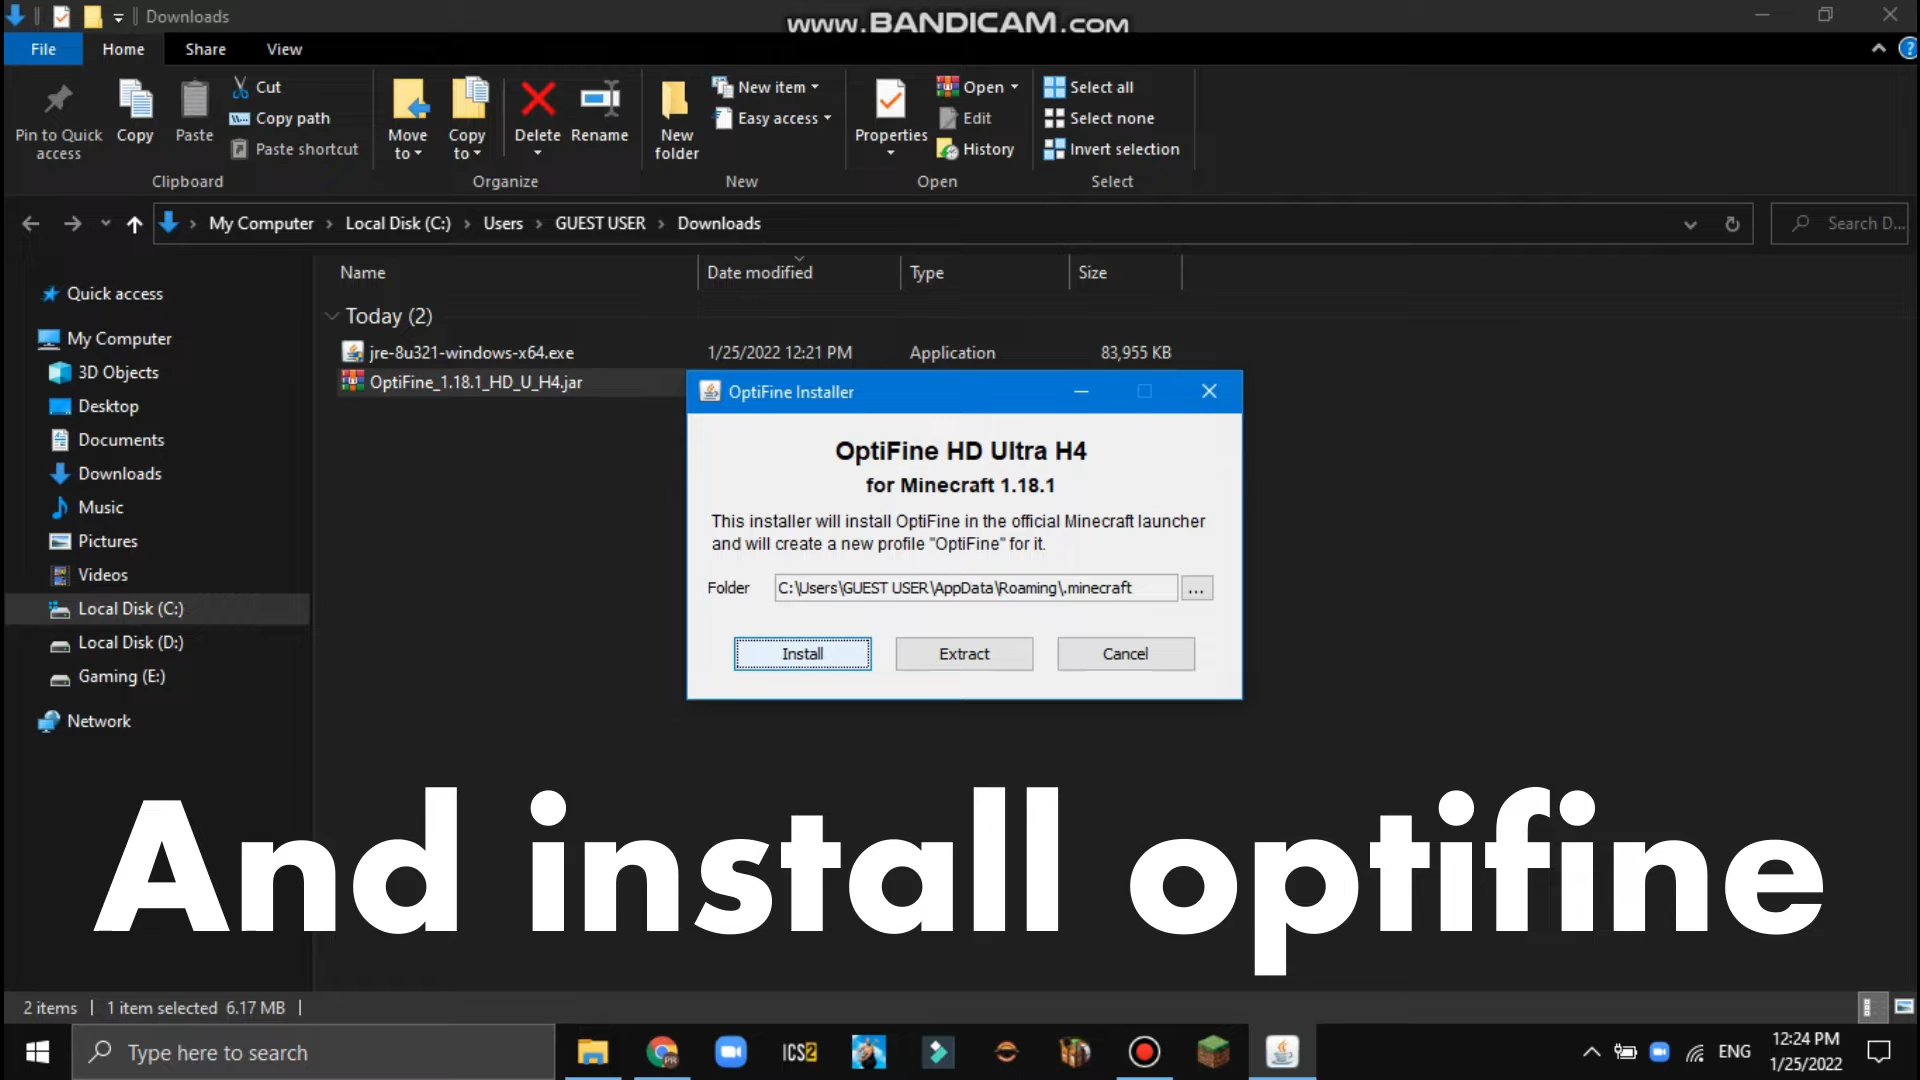 Downloads
www.BANDICAM.com
File Home Share View
Pin to Quick access
Copy
Paste
Cut
Copy path
Paste shortcut
Clipboard
Move to
Copy to
Delete
Rename
Organize
New folder
New item
Easy access
New
Properties
Open
Edit
History
Open
Select all
Select none
Invert selection
Select
My Computer Local Disk (C:) Users GUEST USER Downloads
Search D...
Name Date modified Type Size
Quick access
My Computer
3D Objects
Desktop
Documents
Downloads
Music
Pictures
Videos
Local Disk (C:)
Local Disk (D:)
Gaming (E:)
Network
Today (2)
jre-8u321-windows-x64.exe 1/25/2022 12:21 PM Application 83,955 KB
OptiFine_1.18.1_HD_U_H4.jar
OptiFine Installer
OptiFine HD Ultra H4
for Minecraft 1.18.1
This installer will install OptiFine in the official Minecraft launcher
and will create a new profile "OptiFine" for it.
Folder C:\Users\GUEST USER\AppData\Roaming\.minecraft ...
Install Extract Cancel
And install optifine
2 items 1 item selected 6.17 MB
Type here to search
ICS2
PR
ENG
12:24 PM
1/25/2022